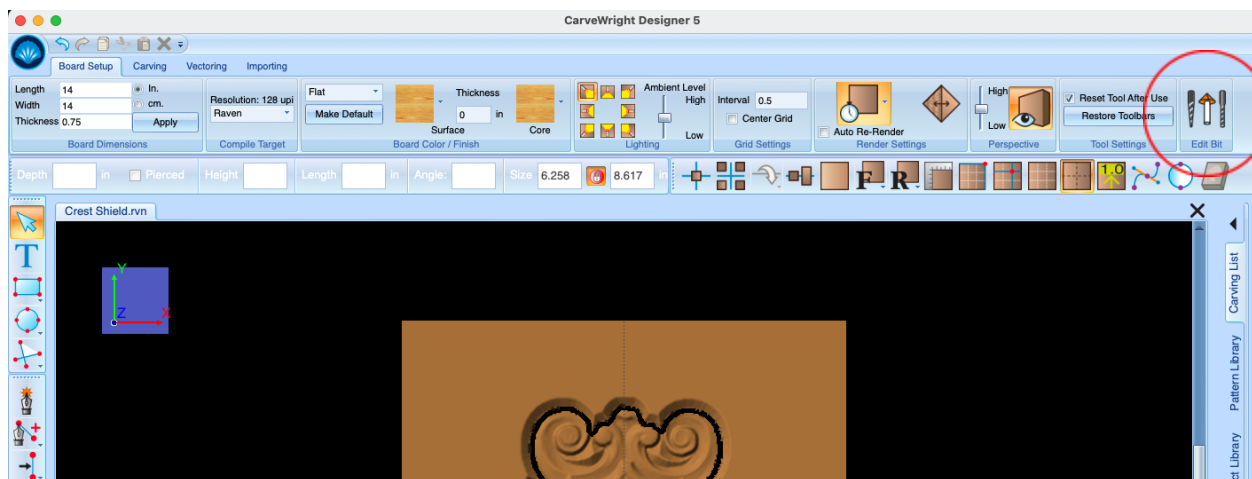 CarveWright Designer 5
Board Setup Carving Vectoring Importing
Length 14 In.
Width 14 cm.
Thickness 0.75 Apply
Board Dimensions
Resolution: 128 upi
Raven
Compile Target
Flat
Make Default
Thickness
0 in
Surface Core
Board Color / Finish
Ambient Level
High
Low
Lighting
Interval 0.5
Center Grid
Grid Settings
Auto Re-Render
Render Settings
High
Low
Perspective
Reset Tool After Use
Restore Toolbars
Tool Settings
Edit Bit
Depth in Pierced Height Length in Angle: Size 6.258 8.617 in
F R 1.0
Crest Shield.rvn
T
Y
Z X
Carving List
Pattern Library
ct Library